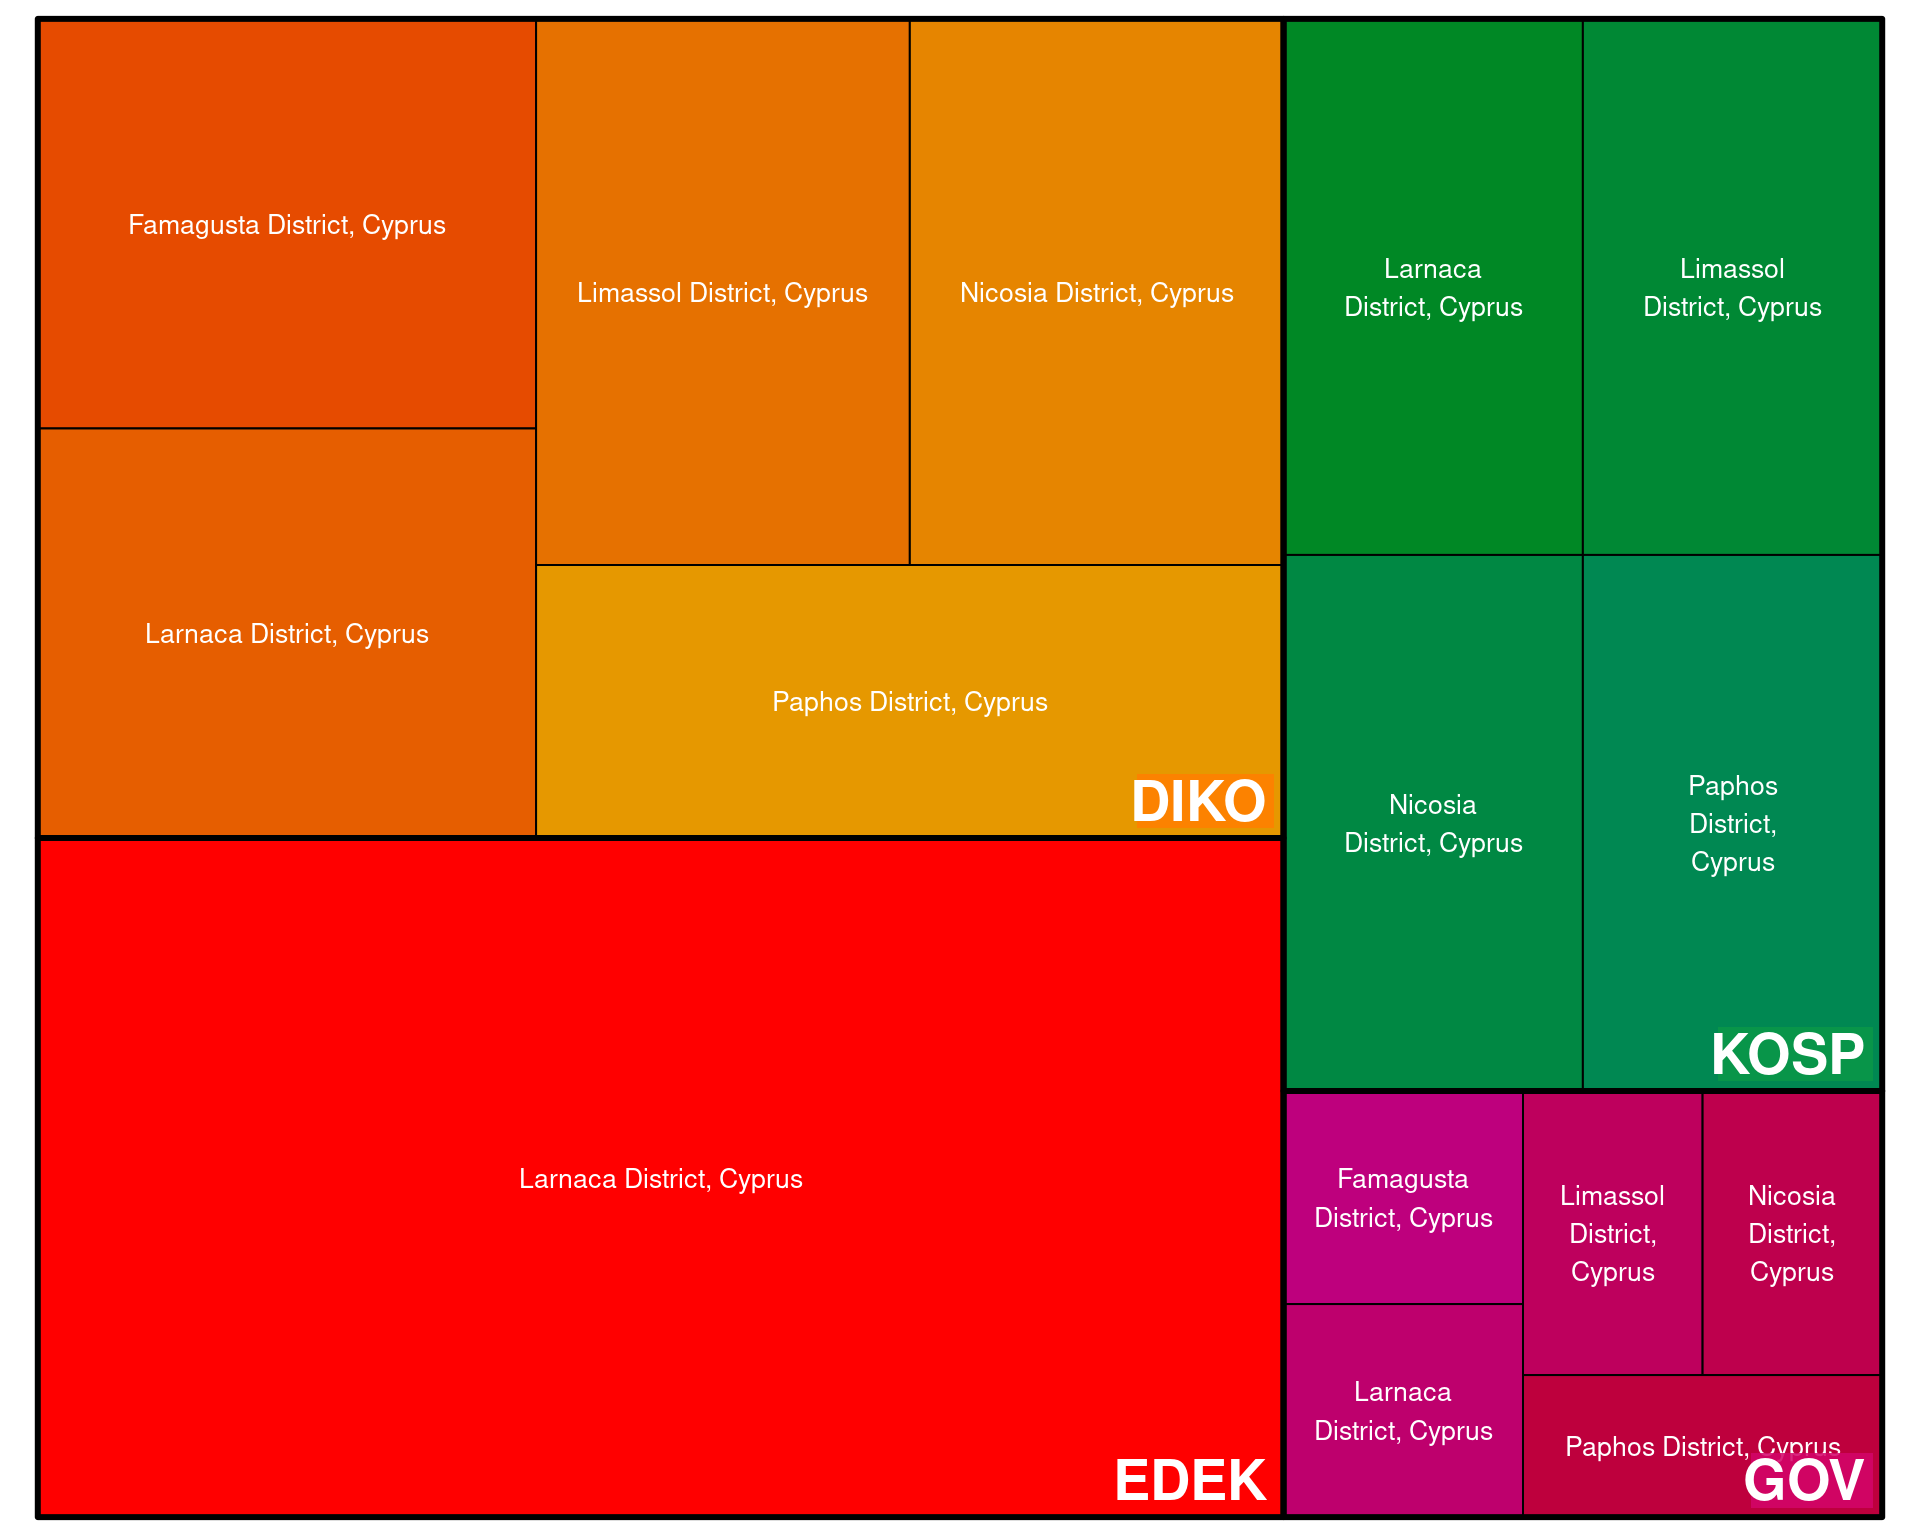 Famagusta District, Cyprus
Limassol District, Cyprus
Nicosia District, Cyprus
Larnaca District, Cyprus
Paphos District, Cyprus
DIKO
Larnaca
District, Cyprus
Limassol
District, Cyprus
Nicosia
District, Cyprus
Paphos
District,
Cyprus
KOSP
Larnaca District, Cyprus
EDEK
Famagusta
District, Cyprus
Limassol
District,
Cyprus
Nicosia
District,
Cyprus
Larnaca
District, Cyprus
Paphos District, Cyprus
GOV